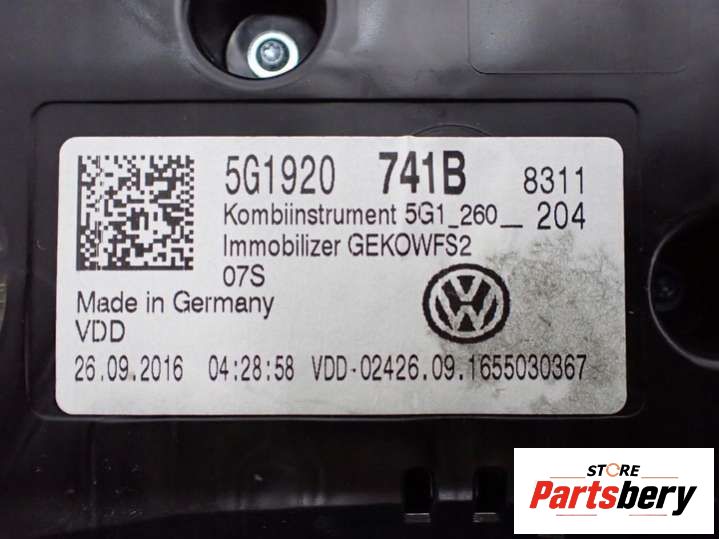 5G1920 741B 8311
Kombiinstrument 5G1_260__ 204
Immobilizer GEKOWFS2
07S
Made in Germany
VDD
26.09.2016 04:28:58 VDD-02426.09.1655030367
STORE
Partsbery